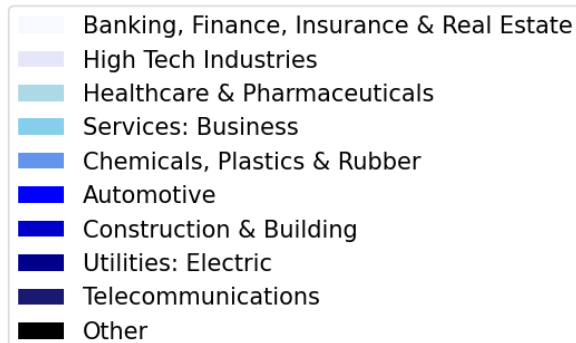 Banking, Finance, Insurance & Real Estate
High Tech Industries
Healthcare & Pharmaceuticals
Services: Business
Chemicals, Plastics & Rubber
Automotive
Construction & Building
Utilities: Electric
Telecommunications
Other